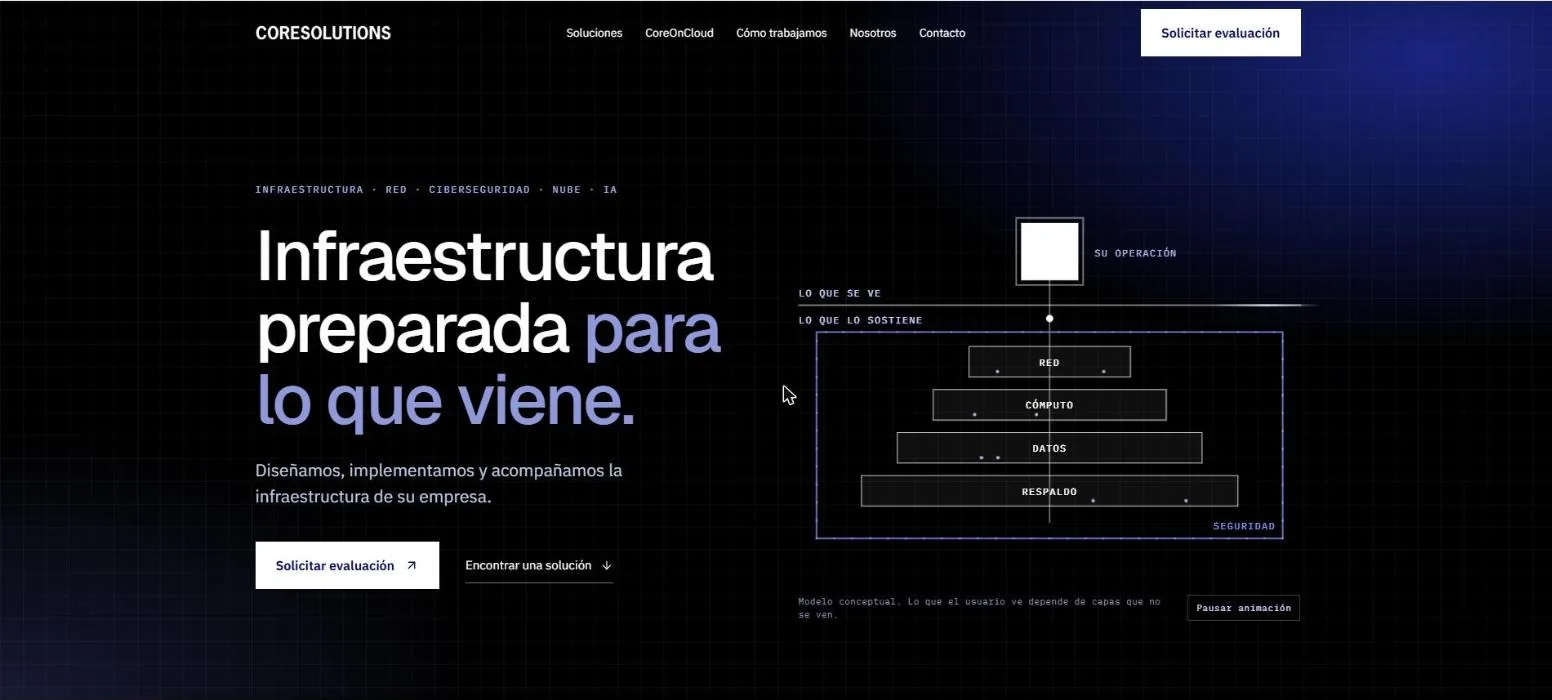 CORESOLUTIONS
Soluciones
CoreOnCloud
Cómo trabajamos
Nosotros
Contacto
Solicitar evaluación
INFRAESTRUCTURA · RED · CIBERSEGURIDAD · NUBE · IA
Infraestructura
preparada para
lo que viene.
Diseñamos, implementamos y acompañamos la
infraestructura de su empresa.
Solicitar evaluación
Encontrar una solución
SU OPERACIÓN
LO QUE SE VE
LO QUE LO SOSTIENE
RED
CÓMPUTO
DATOS
RESPALDO
SEGURIDAD
Modelo conceptual. Lo que el usuario ve depende de capas que no
se ven.
Pausar animación